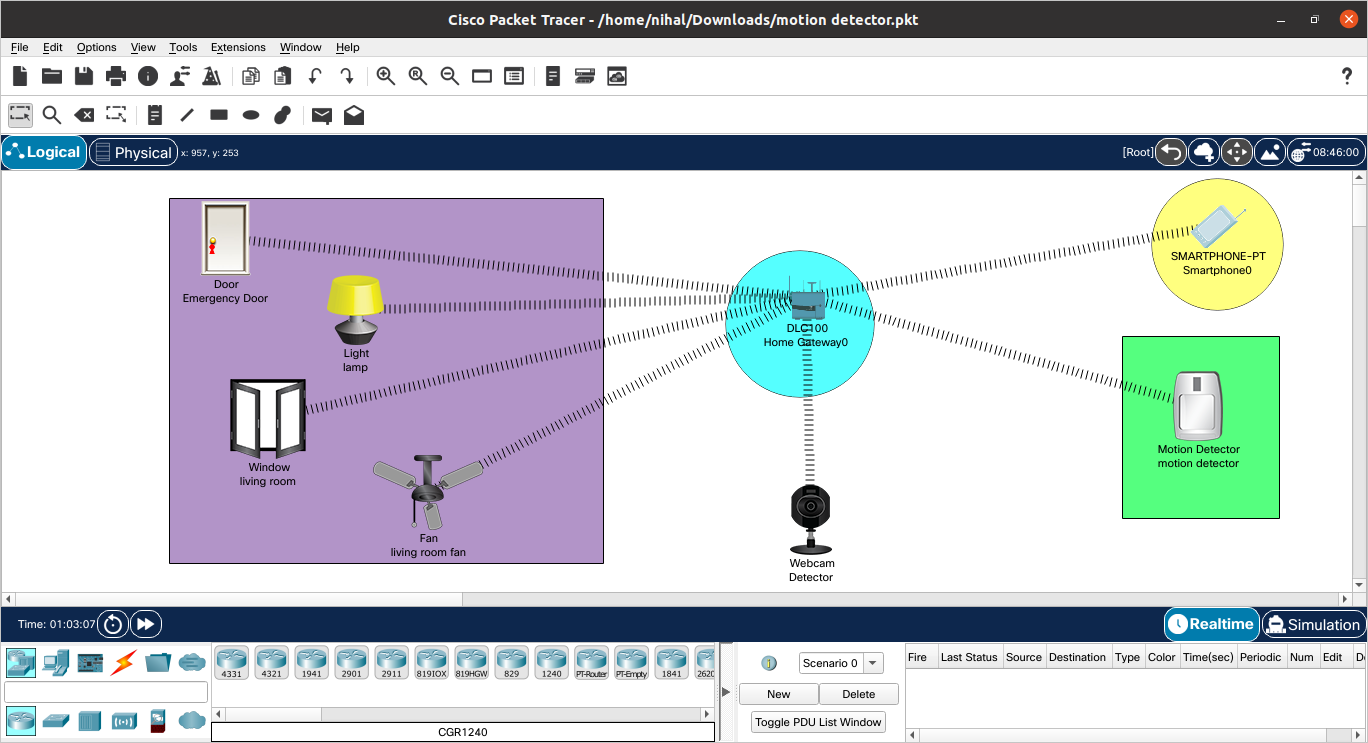 Cisco Packet Tracer - /home/nihal/Downloads/motion detector.pkt
File Edit Options View Tools Extensions Window Help
?
Logical Physical x: 957, y: 253 [Root] 08:46:00
Door
Emergency Door
Light
lamp
Window
living room
Fan
living room fan
DLC100
Home Gateway0
Webcam
Detector
SMARTPHONE-PT
Smartphone0
Motion Detector
motion detector
Time: 01:03:07 Realtime Simulation
4331 4321 1941 2901 2911 819IOX 819HGW 829 1240 PT-Router PT-Empty 1841 2620
CGR1240
Scenario 0
New Delete
Toggle PDU List Window
Fire Last Status Source Destination Type Color Time(sec) Periodic Num Edit De